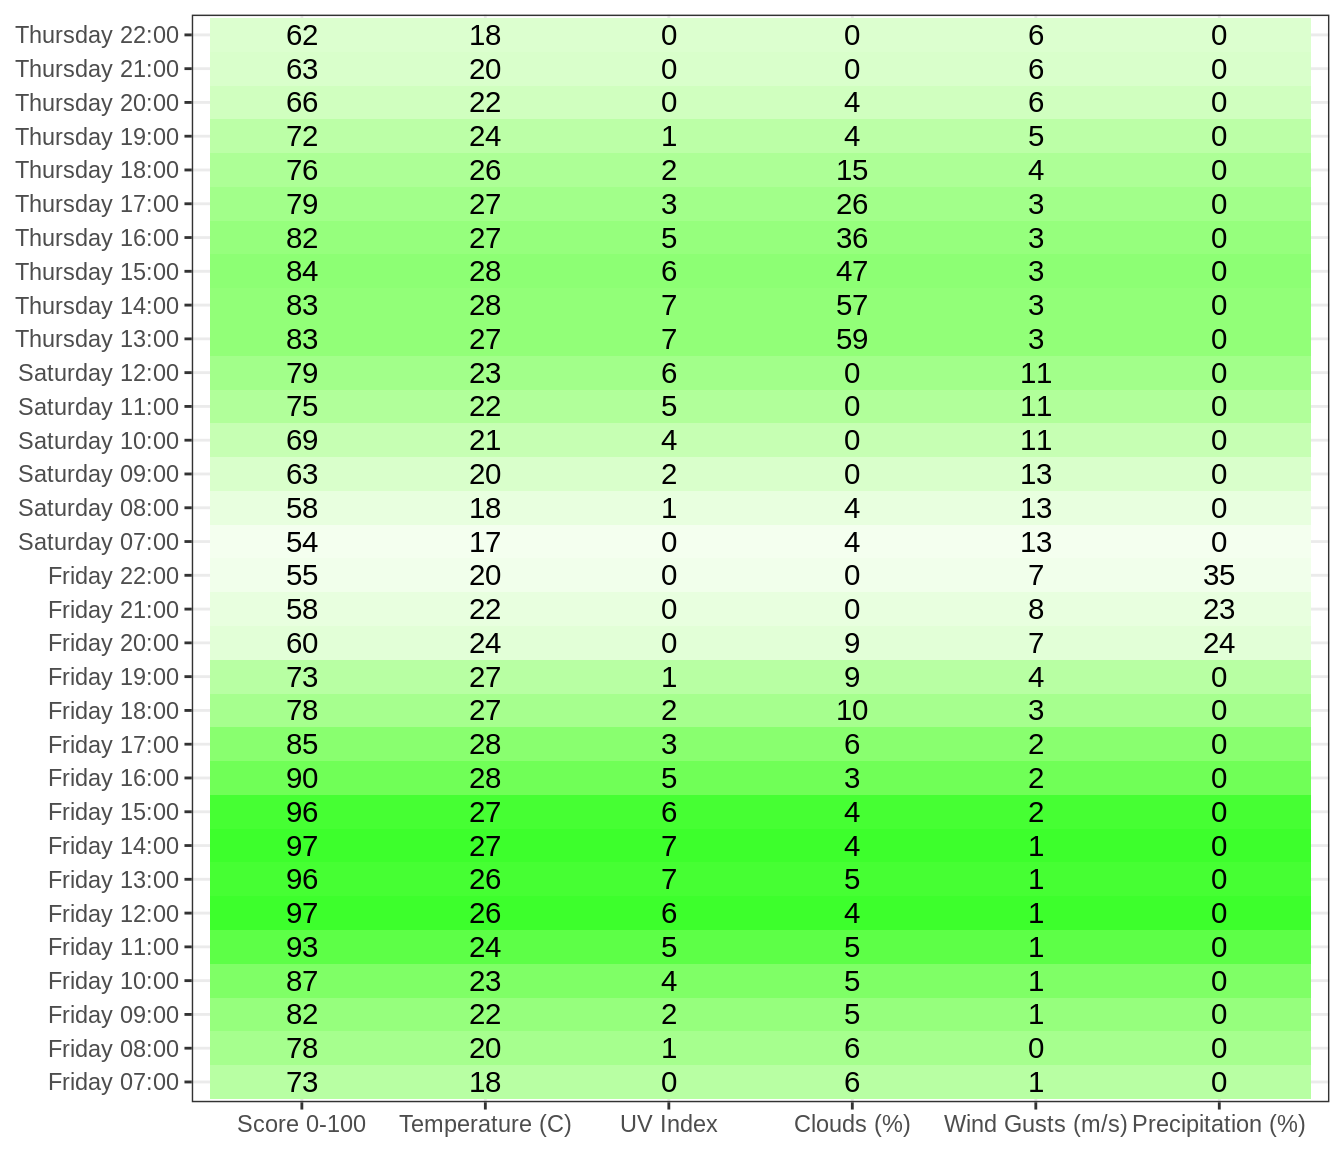 Thursday 22:00 62 18 0 0 6 0
Thursday 21:00 63 20 0 0 6 0
Thursday 20:00 66 22 0 4 6 0
Thursday 19:00 72 24 1 4 5 0
Thursday 18:00 76 26 2 15 4 0
Thursday 17:00 79 27 3 26 3 0
Thursday 16:00 82 27 5 36 3 0
Thursday 15:00 84 28 6 47 3 0
Thursday 14:00 83 28 7 57 3 0
Thursday 13:00 83 27 7 59 3 0
Saturday 12:00 79 23 6 0 11 0
Saturday 11:00 75 22 5 0 11 0
Saturday 10:00 69 21 4 0 11 0
Saturday 09:00 63 20 2 0 13 0
Saturday 08:00 58 18 1 4 13 0
Saturday 07:00 54 17 0 4 13 0
Friday 22:00 55 20 0 0 7 35
Friday 21:00 58 22 0 0 8 23
Friday 20:00 60 24 0 9 7 24
Friday 19:00 73 27 1 9 4 0
Friday 18:00 78 27 2 10 3 0
Friday 17:00 85 28 3 6 2 0
Friday 16:00 90 28 5 3 2 0
Friday 15:00 96 27 6 4 2 0
Friday 14:00 97 27 7 4 1 0
Friday 13:00 96 26 7 5 1 0
Friday 12:00 97 26 6 4 1 0
Friday 11:00 93 24 5 5 1 0
Friday 10:00 87 23 4 5 1 0
Friday 09:00 82 22 2 5 1 0
Friday 08:00 78 20 1 6 0 0
Friday 07:00 73 18 0 6 1 0
Score 0-100 Temperature (C) UV Index Clouds (%) Wind Gusts (m/s) Precipitation (%)